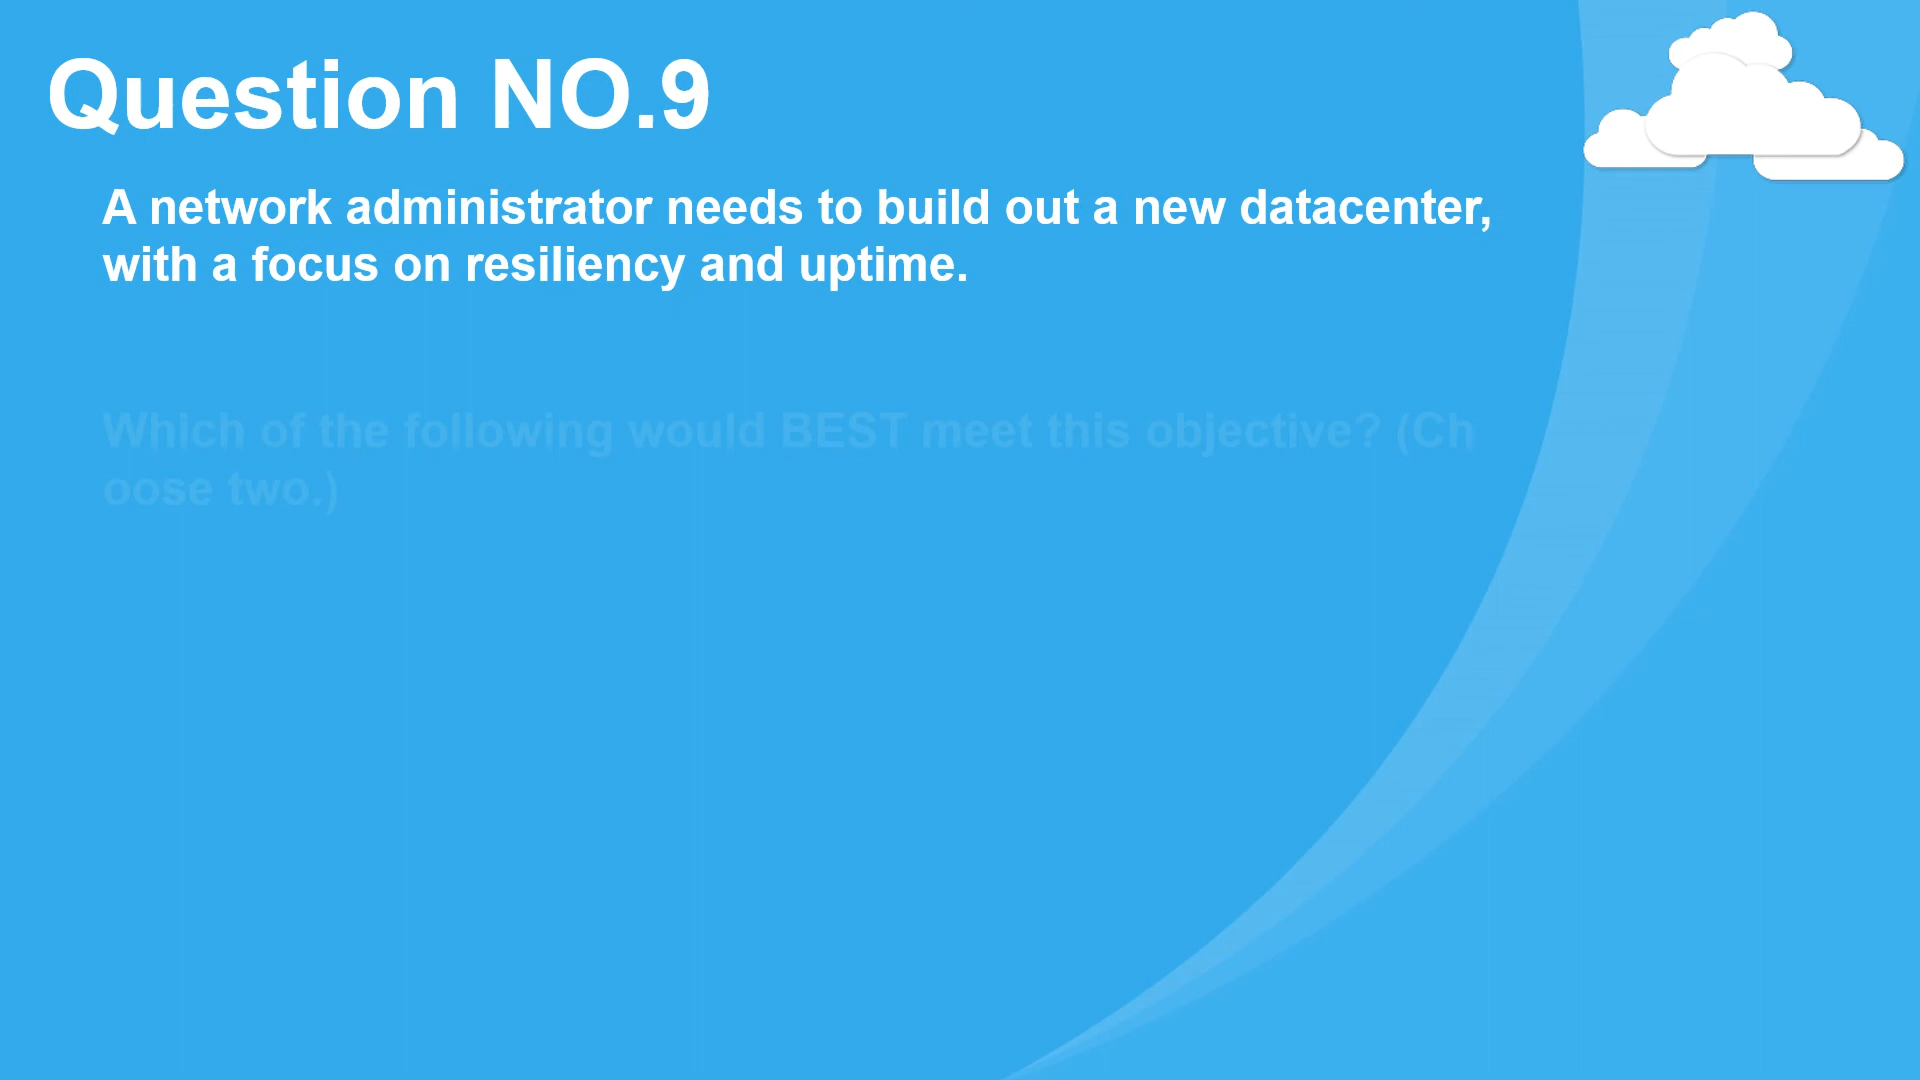 Question NO.9
A network administrator needs to build out a new datacenter,
with a focus on resiliency and uptime.
Which of the following would BEST meet this objective? (Ch
oose two.)